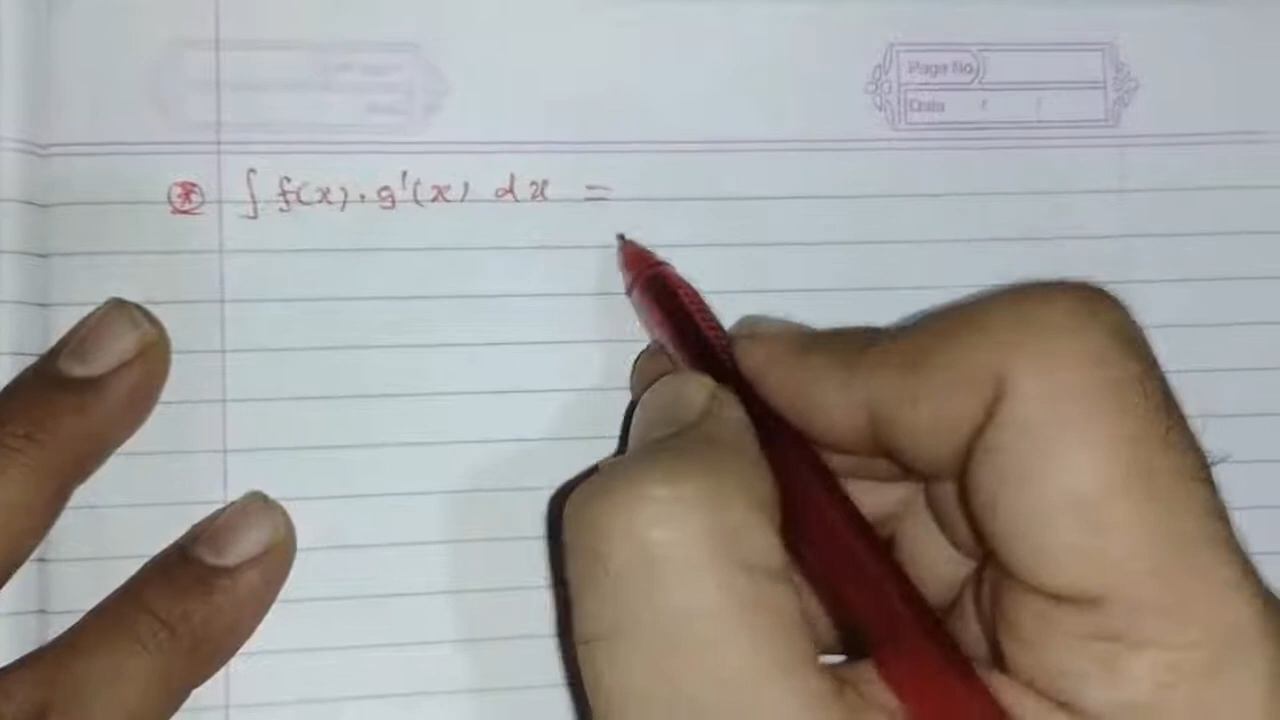 Page No
Date / /
⊛ ∫ f(x) . g'(x) dx =